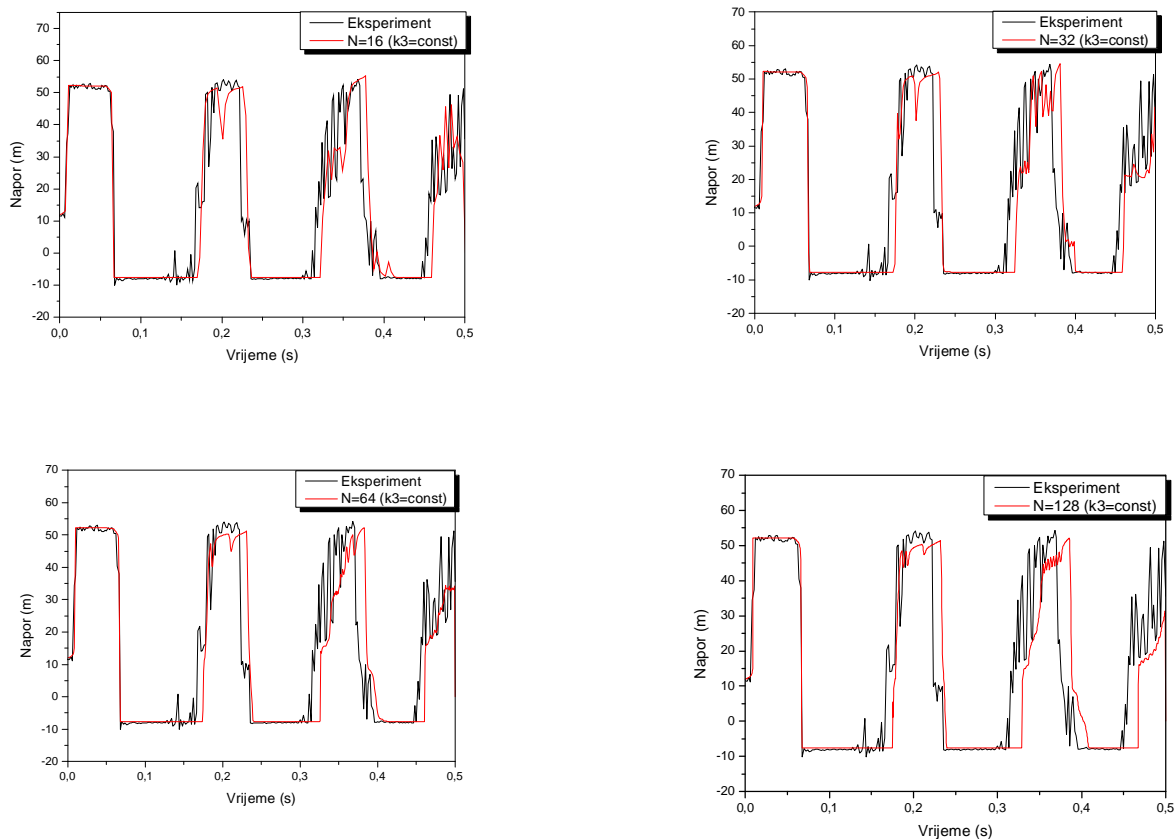 Eksperiment
N=16 (k3=const)
70
60
50
40
30
20
10
0
-10
-20
Napor (m)
0,0 0,1 0,2 0,3 0,4 0,5
Vrijeme (s)
Eksperiment
N=32 (k3=const)
70
60
50
40
30
20
10
0
-10
-20
Napor (m)
0,0 0,1 0,2 0,3 0,4 0,5
Vrijeme (s)
Eksperiment
N=64 (k3=const)
70
60
50
40
30
20
10
0
-10
-20
Napor (m)
0,0 0,1 0,2 0,3 0,4 0,5
Vrijeme (s)
Eksperiment
N=128 (k3=const)
70
60
50
40
30
20
10
0
-10
-20
Napor (m)
0,0 0,1 0,2 0,3 0,4 0,5
Vrijeme (s)